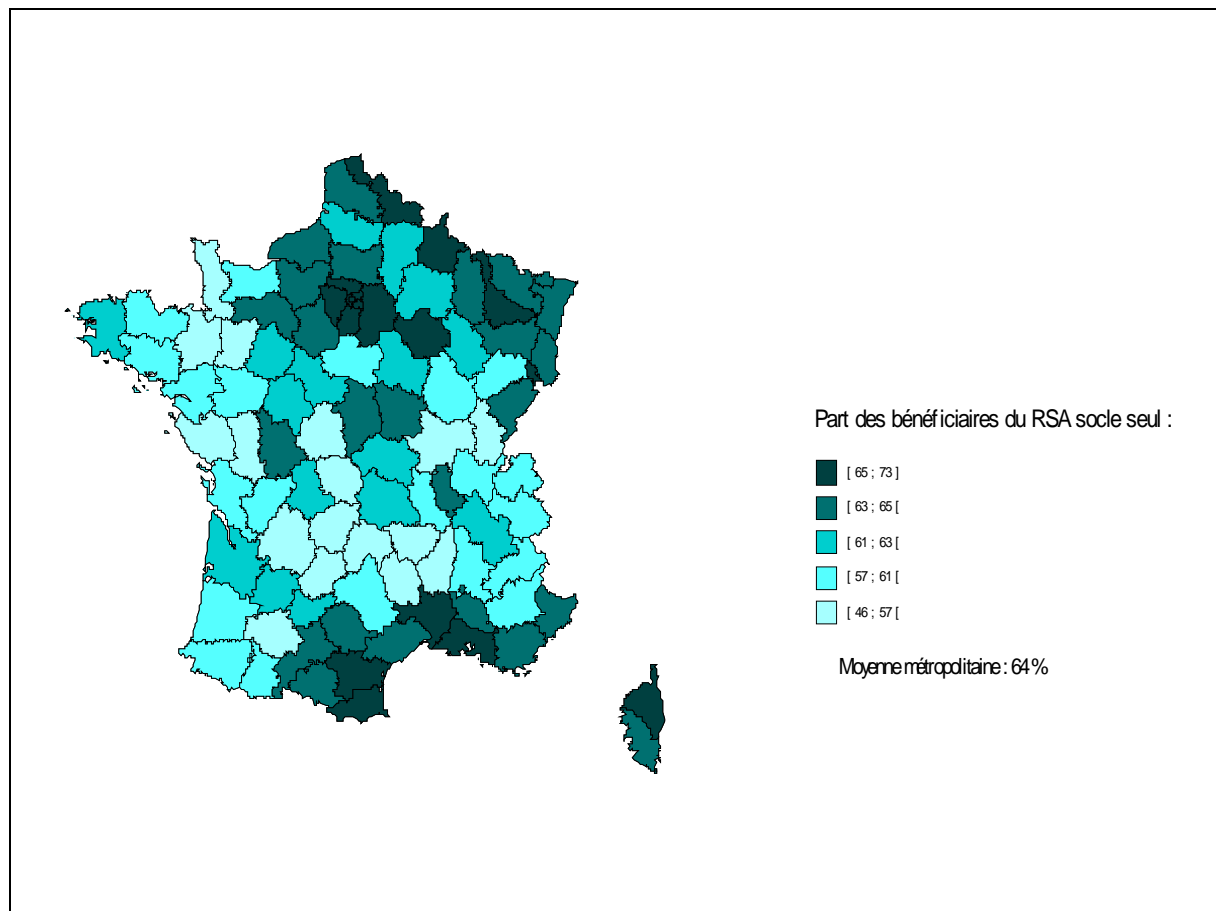 Part des bénéficiaires du RSA socle seul :
[ 65 ; 73 ]
[ 63 ; 65 [
[ 61 ; 63 [
[ 57 ; 61 [
[ 46 ; 57 [
Moyenne métropolitaine : 64%